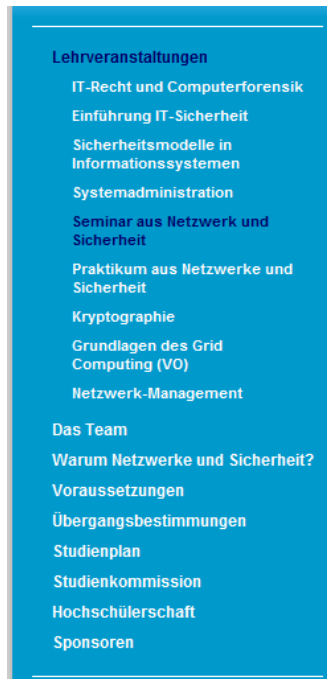 Lehrveranstaltungen
IT-Recht und Computerforensik
Einführung IT-Sicherheit
Sicherheitsmodelle in
Informationssystemen
Systemadministration
Seminar aus Netzwerk und
Sicherheit
Praktikum aus Netzwerke und
Sicherheit
Kryptographie
Grundlagen des Grid
Computing (VO)
Netzwerk-Management
Das Team
Warum Netzwerke und Sicherheit?
Voraussetzungen
Übergangsbestimmungen
Studienplan
Studienkommission
Hochschülerschaft
Sponsoren